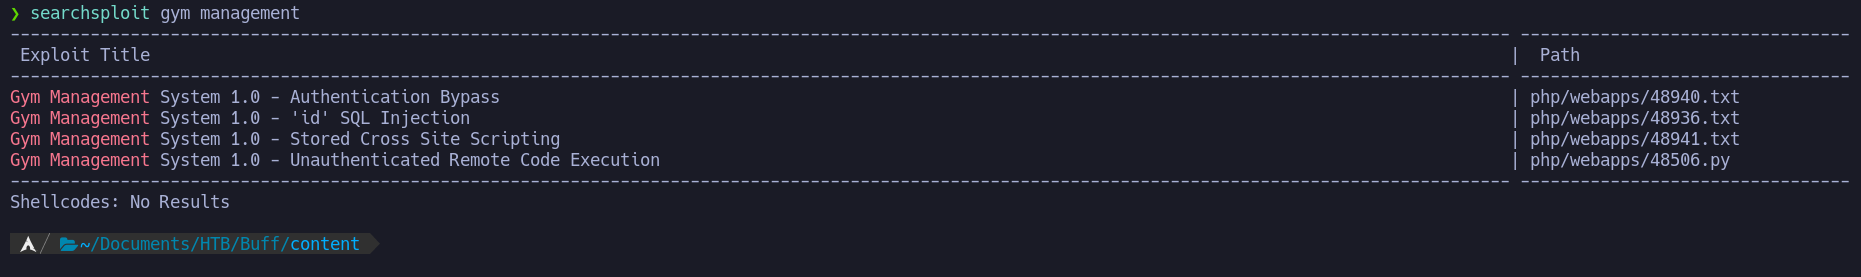 ❯ searchsploit gym management
---------------------------------------------------------------------------------------------------------------------------------------------------- ---------------------------------
 Exploit Title | Path
---------------------------------------------------------------------------------------------------------------------------------------------------- ---------------------------------
Gym Management System 1.0 - Authentication Bypass | php/webapps/48940.txt
Gym Management System 1.0 - 'id' SQL Injection | php/webapps/48936.txt
Gym Management System 1.0 - Stored Cross Site Scripting | php/webapps/48941.txt
Gym Management System 1.0 - Unauthenticated Remote Code Execution | php/webapps/48506.py
---------------------------------------------------------------------------------------------------------------------------------------------------- ---------------------------------
Shellcodes: No Results
~/Documents/HTB/Buff/content